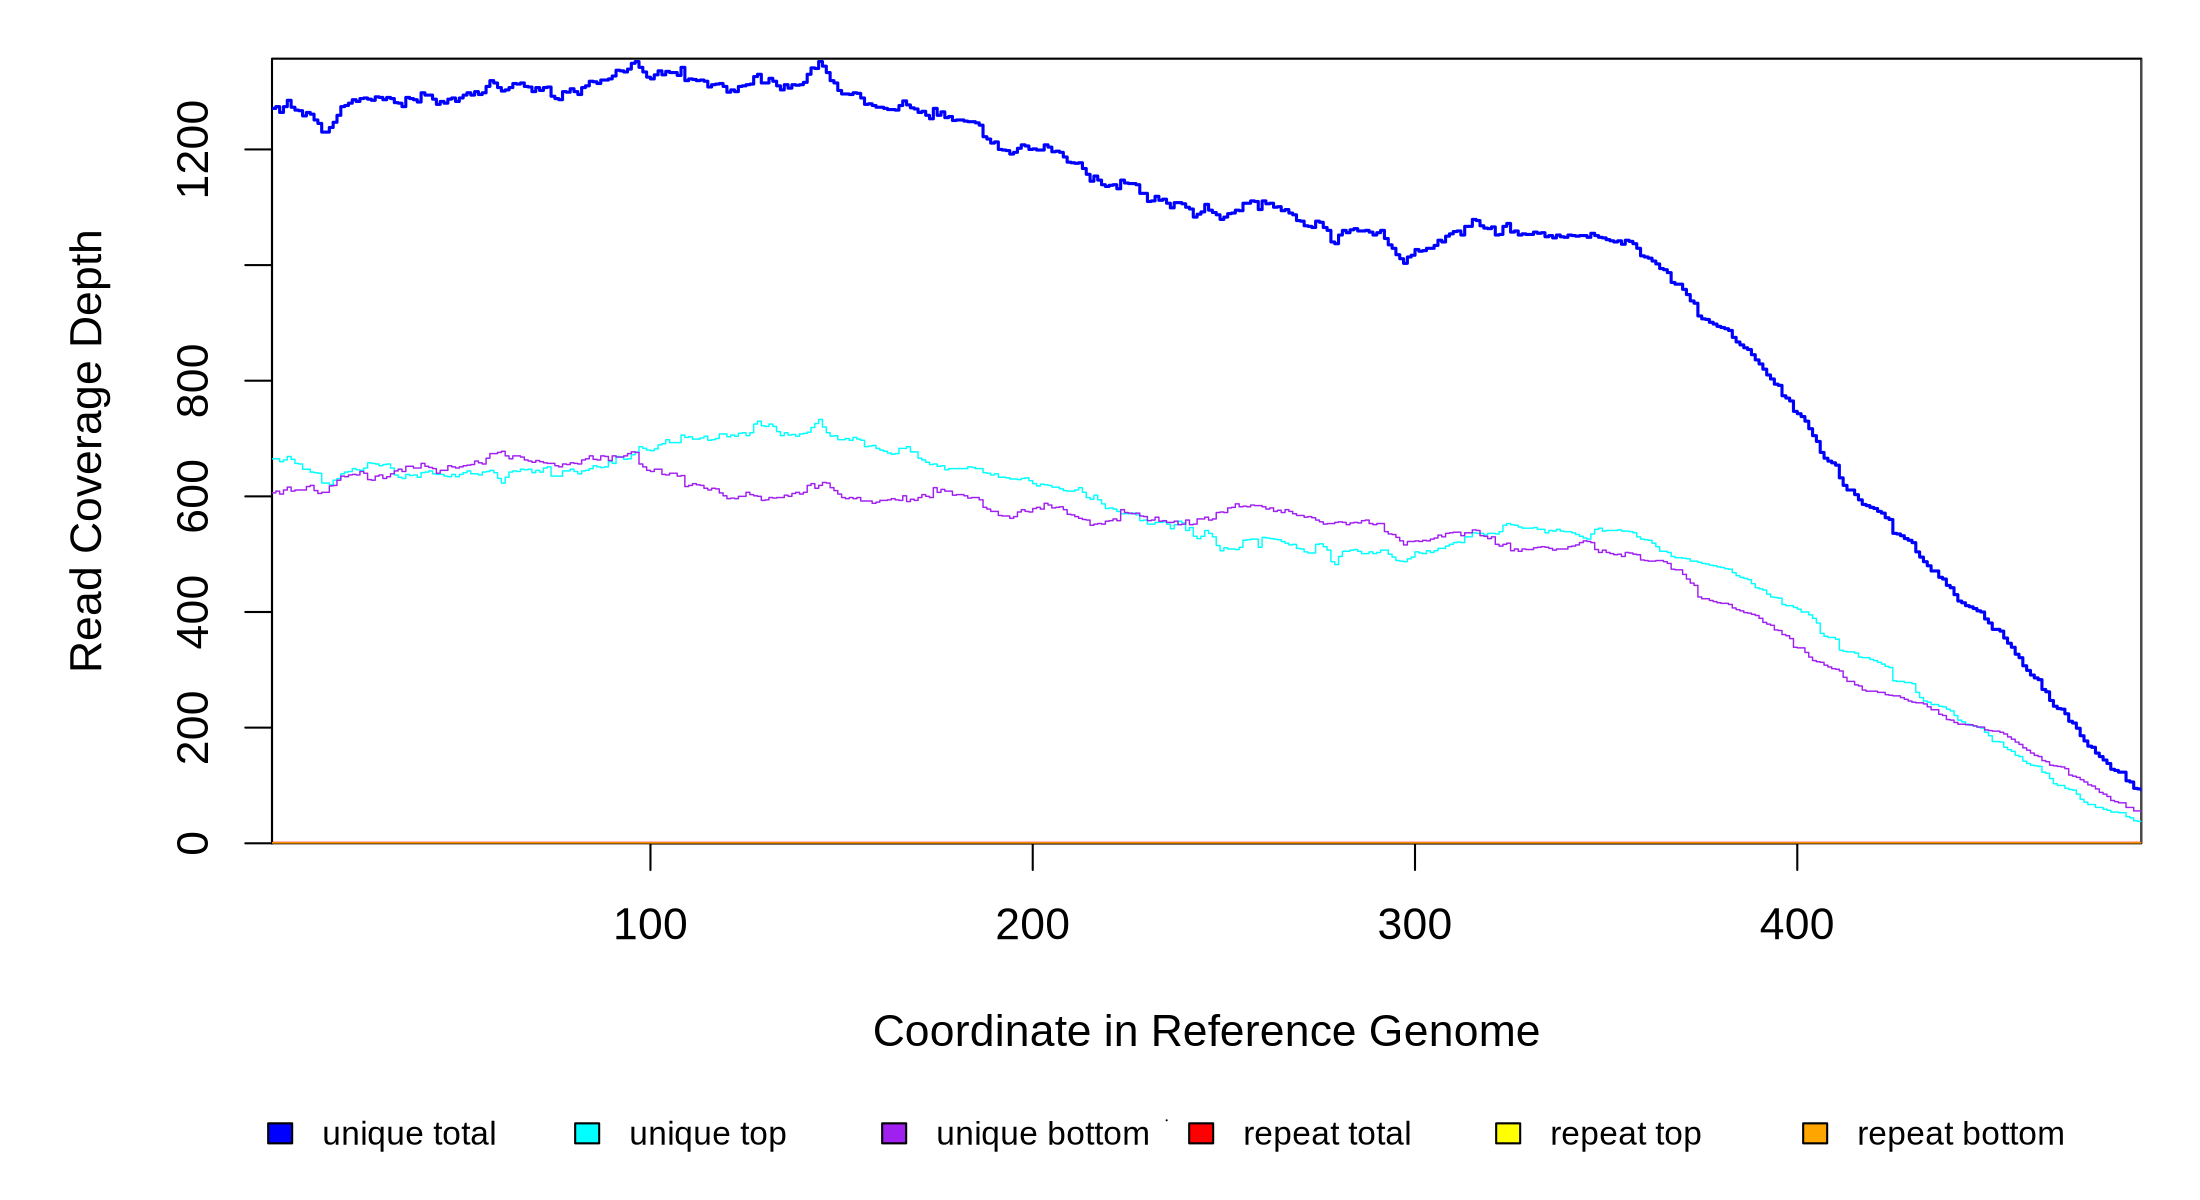 Read Coverage Depth
1200
800
600
400
200
0
100 200 300 400
Coordinate in Reference Genome
unique total unique top unique bottom repeat total repeat top repeat bottom